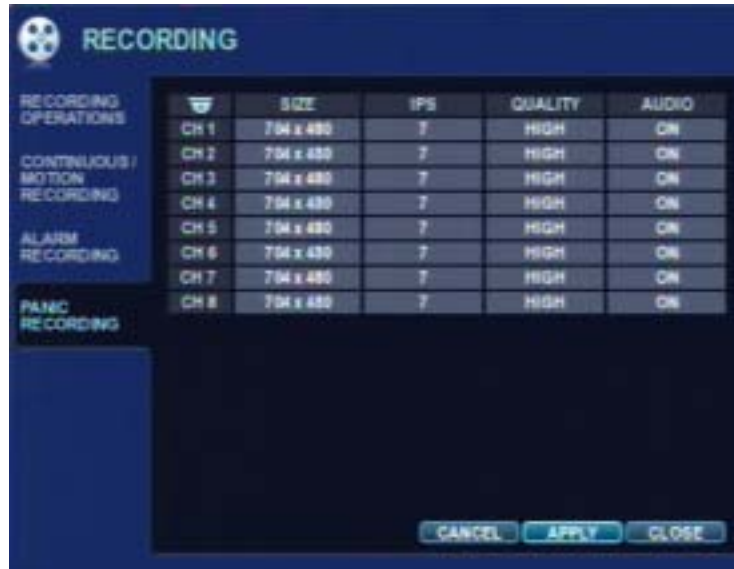 RECORDING
RECORDING
OPERATIONS
CONTINUOUS /
MOTION
RECORDING
ALARM
RECORDING
PANIC
RECORDING
SIZE IPS QUALITY AUDIO
CH 1 704 x 480 7 HIGH ON
CH 2 704 x 480 7 HIGH ON
CH 3 704 x 480 7 HIGH ON
CH 4 704 x 480 7 HIGH ON
CH 5 704 x 480 7 HIGH ON
CH 6 704 x 480 7 HIGH ON
CH 7 704 x 480 7 HIGH ON
CH 8 704 x 480 7 HIGH ON
CANCEL APPLY CLOSE